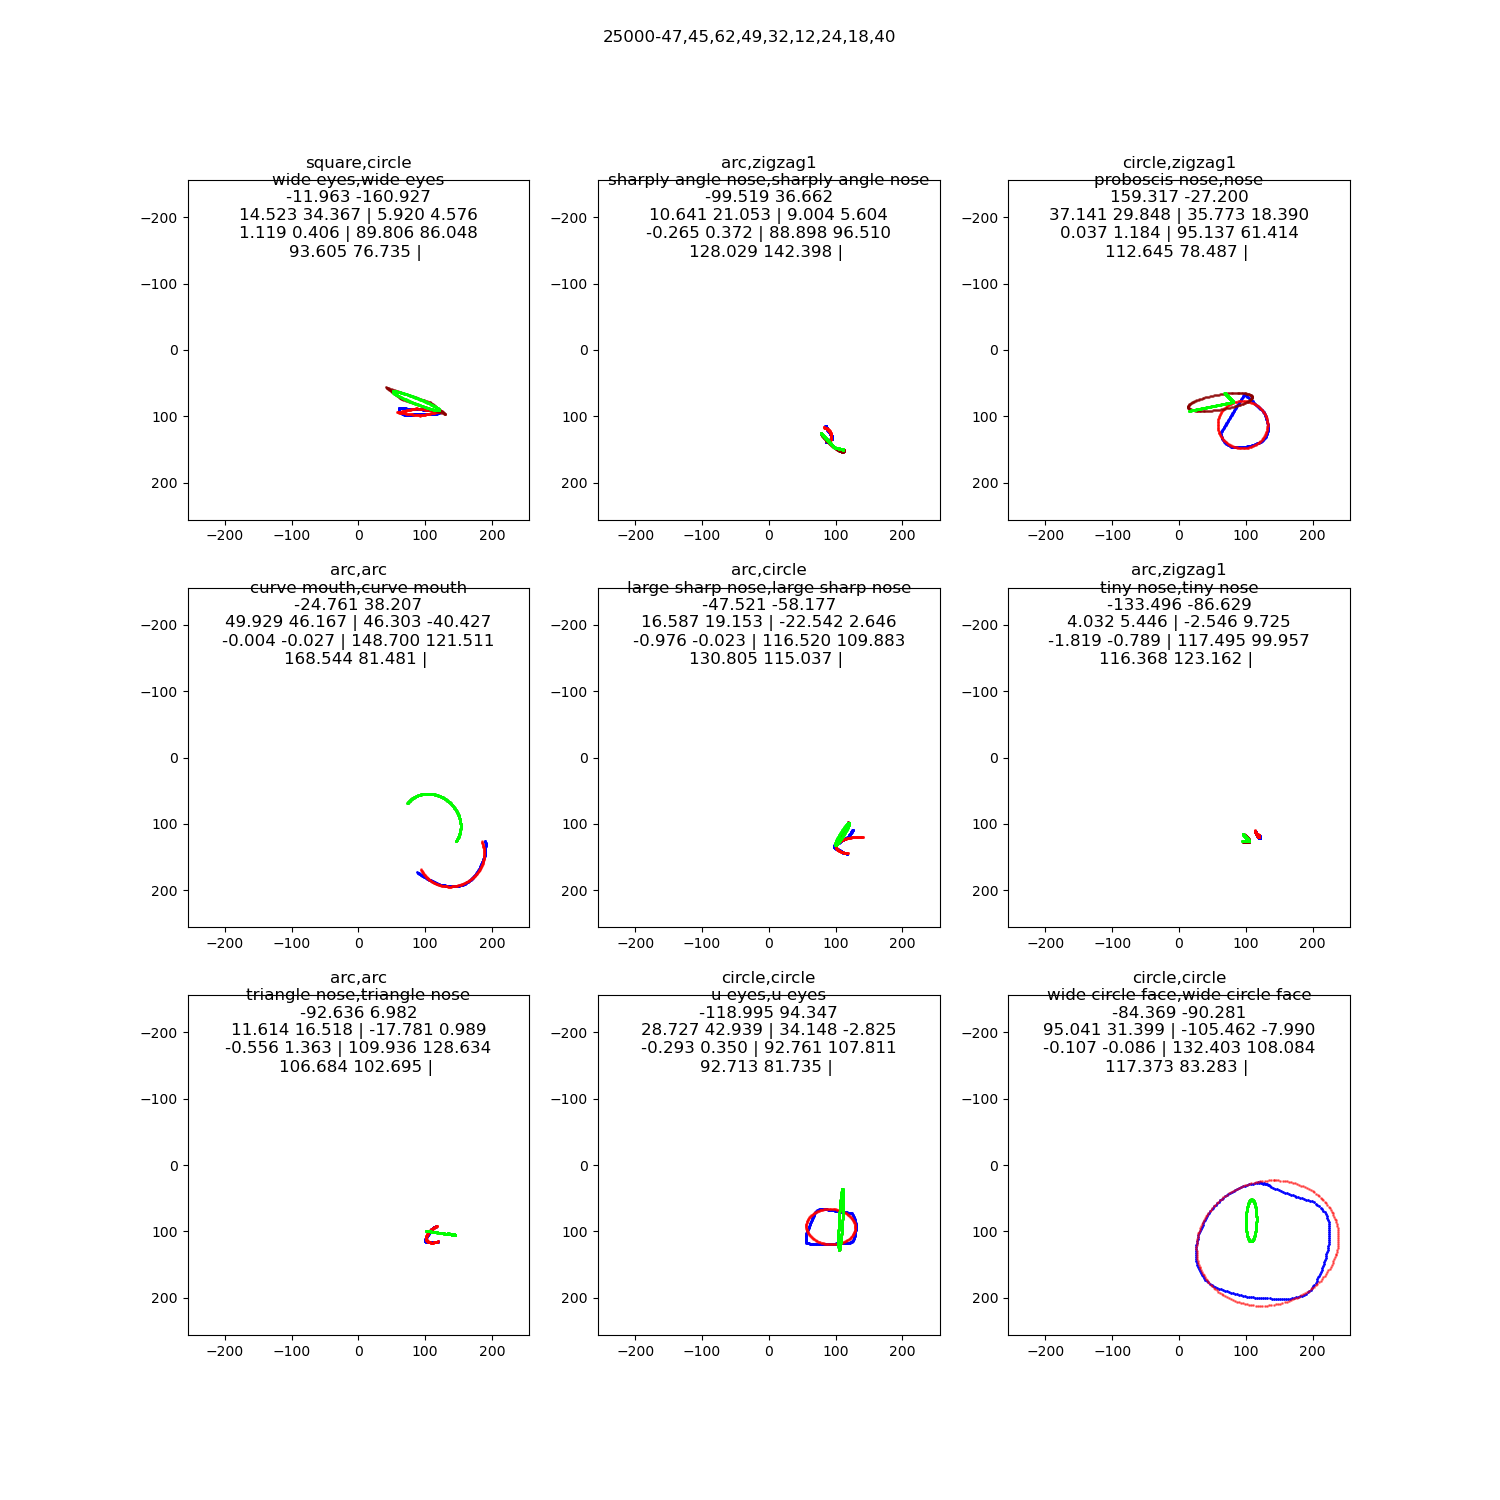 25000-47,45,62,49,32,12,24,18,40
square,circle
wide eyes,wide eyes
-11.963 -160.927
14.523 34.367 | 5.920 4.576
1.119 0.406 | 89.806 86.048
93.605 76.735 |
−200
−100
0
100
200
−200
−100
0
100
200
arc,zigzag1
sharply angle nose,sharply angle nose
-99.519 36.662
10.641 21.053 | 9.004 5.604
-0.265 0.372 | 88.898 96.510
128.029 142.398 |
−200
−100
0
100
200
−200
−100
0
100
200
circle,zigzag1
proboscis nose,nose
159.317 -27.200
37.141 29.848 | 35.773 18.390
0.037 1.184 | 95.137 61.414
112.645 78.487 |
−200
−100
0
100
200
−200
−100
0
100
200
arc,arc
curve mouth,curve mouth
-24.761 38.207
49.929 46.167 | 46.303 -40.427
-0.004 -0.027 | 148.700 121.511
168.544 81.481 |
−200
−100
0
100
200
−200
−100
0
100
200
arc,circle
large sharp nose,large sharp nose
-47.521 -58.177
16.587 19.153 | -22.542 2.646
-0.976 -0.023 | 116.520 109.883
130.805 115.037 |
−200
−100
0
100
200
−200
−100
0
100
200
arc,zigzag1
tiny nose,tiny nose
-133.496 -86.629
4.032 5.446 | -2.546 9.725
-1.819 -0.789 | 117.495 99.957
116.368 123.162 |
−200
−100
0
100
200
−200
−100
0
100
200
arc,arc
triangle nose,triangle nose
-92.636 6.982
11.614 16.518 | -17.781 0.989
-0.556 1.363 | 109.936 128.634
106.684 102.695 |
−200
−100
0
100
200
−200
−100
0
100
200
circle,circle
u eyes,u eyes
-118.995 94.347
28.727 42.939 | 34.148 -2.825
-0.293 0.350 | 92.761 107.811
92.713 81.735 |
−200
−100
0
100
200
−200
−100
0
100
200
circle,circle
wide circle face,wide circle face
-84.369 -90.281
95.041 31.399 | -105.462 -7.990
-0.107 -0.086 | 132.403 108.084
117.373 83.283 |
−200
−100
0
100
200
−200
−100
0
100
200